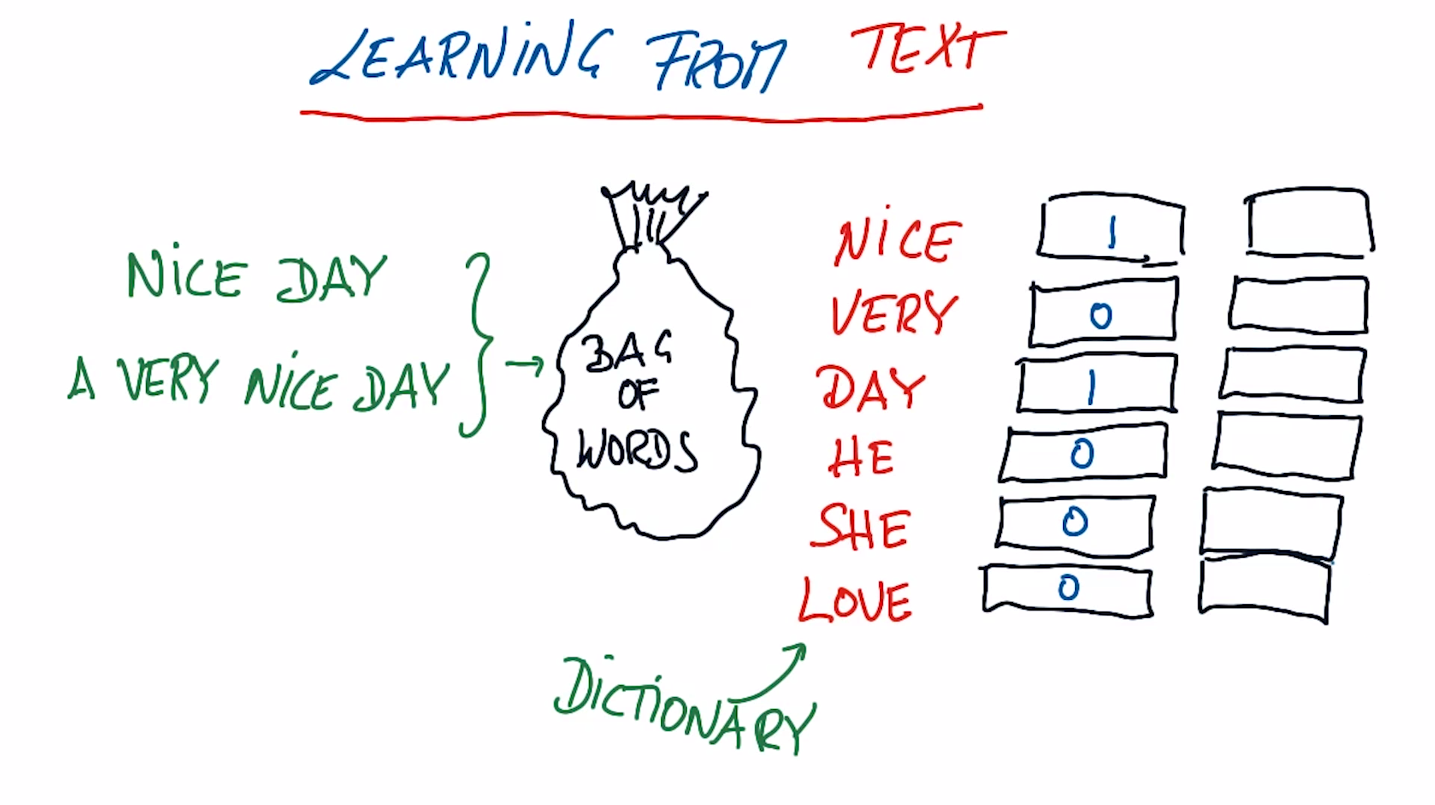 LEARNING FROM TEXT
NICE DAY
A VERY NICE DAY
BAG
OF
WORDS
NICE 1
VERY 0
DAY 1
HE 0
SHE 0
LOVE 0
DICTIONARY